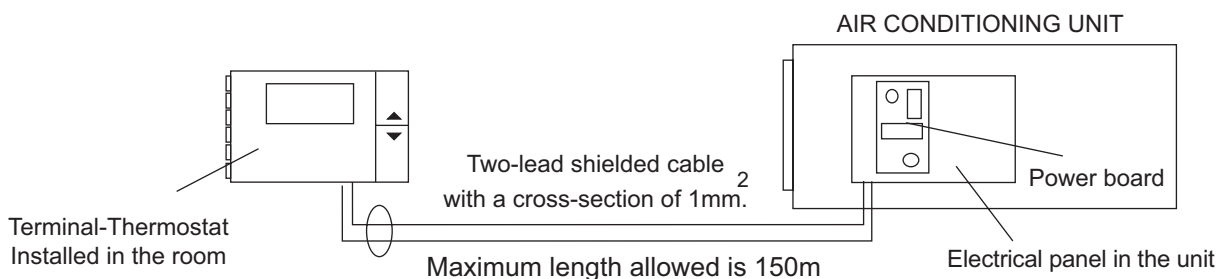 AIR CONDITIONING UNIT
Two-lead shielded cable
with a cross-section of 1mm.²
Power board
Terminal-Thermostat
Installed in the room
Maximum length allowed is 150m
Electrical panel in the unit